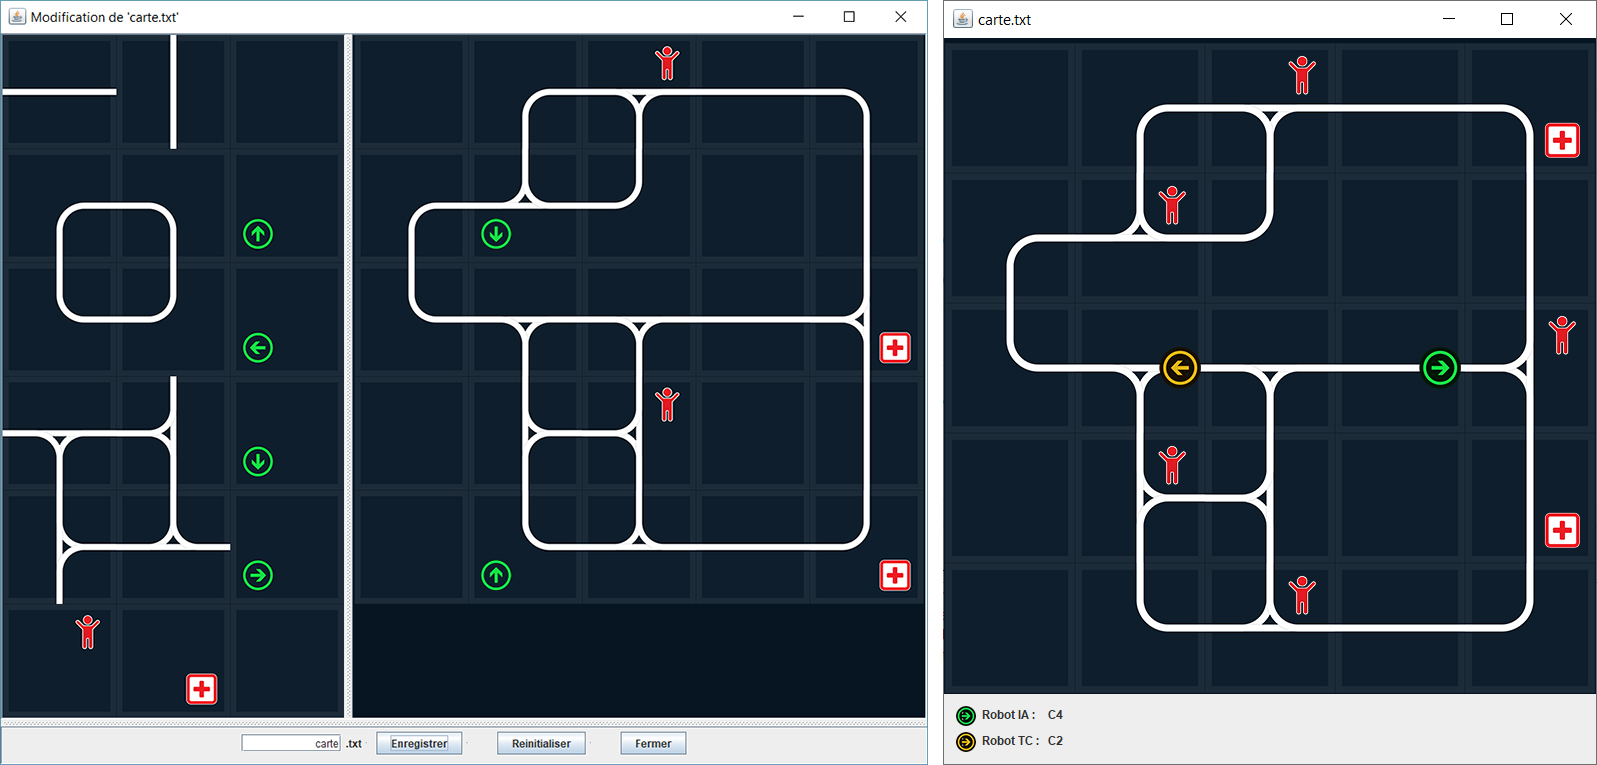 Modification de 'carte.txt'
carte .txt Enregistrer Reinitialiser Fermer
carte.txt
Robot IA : C4
Robot TC : C2